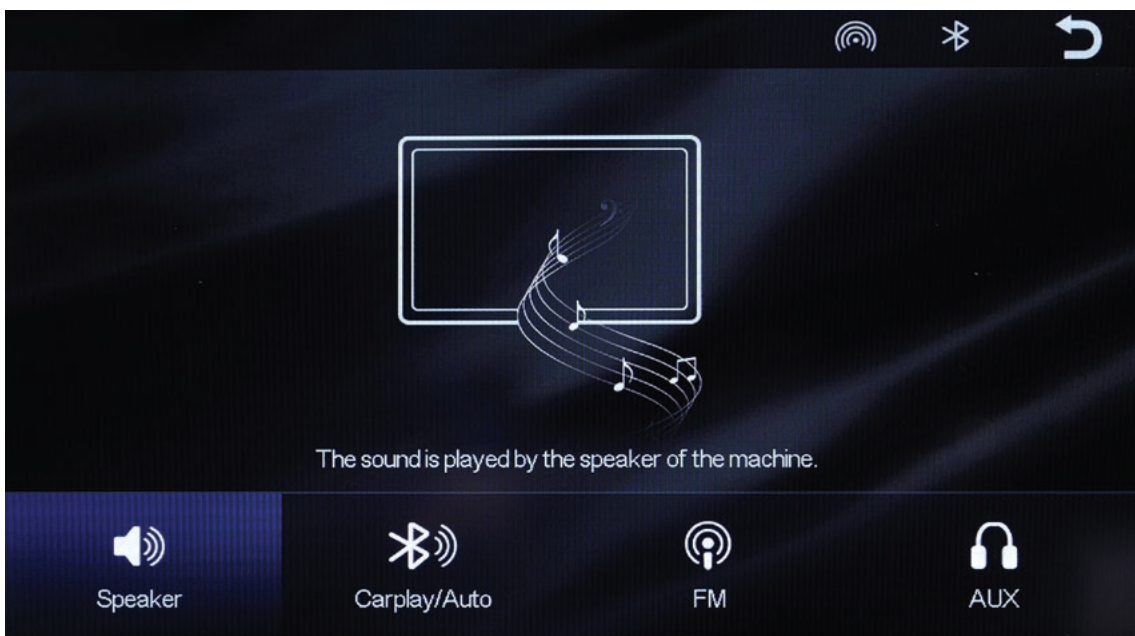 The sound is played by the speaker of the machine.
Speaker
Carplay/Auto
FM
AUX